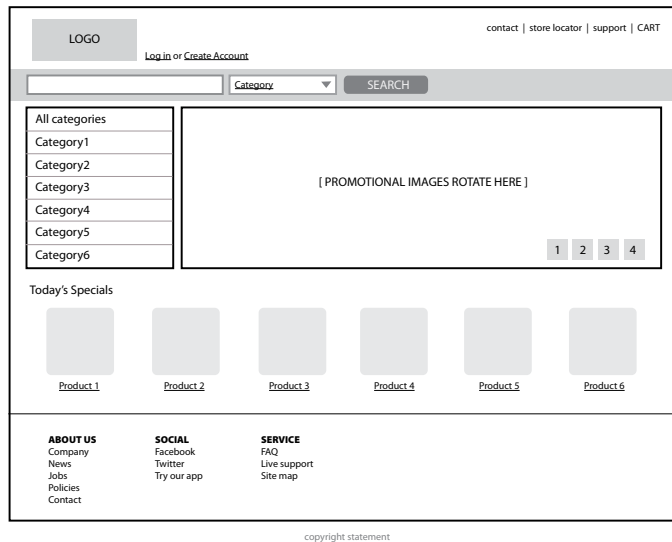 LOGO
contact | store locator | support | CART
Log in or Create Account
Category
SEARCH
All categories
Category1
Category2
Category3
Category4
Category5
Category6
[ PROMOTIONAL IMAGES ROTATE HERE ]
1 2 3 4
Today’s Specials
Product 1 Product 2 Product 3 Product 4 Product 5 Product 6
ABOUT US
Company
News
Jobs
Policies
Contact
SOCIAL
Facebook
Twitter
Try our app
SERVICE
FAQ
Live support
Site map
copyright statement